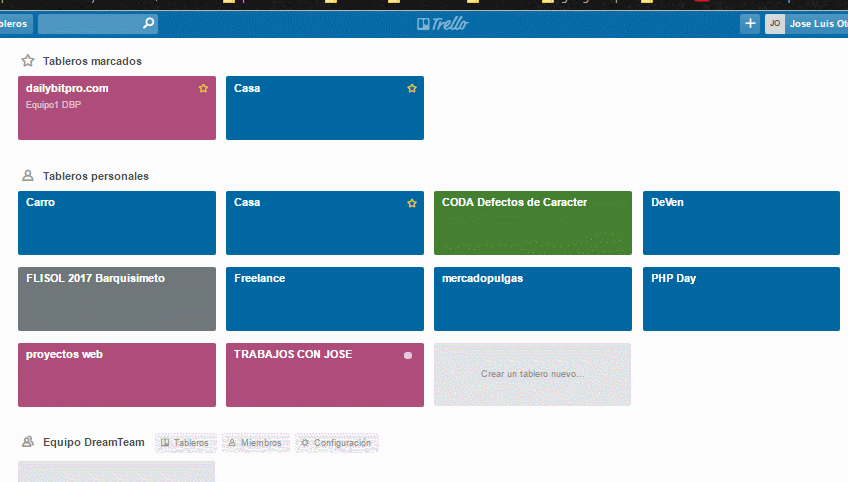 bleros
Trello
+
JO
Jose Luis Ot
Tableros marcados
dailybitpro.com
Equipo1 DBP
Casa
Tableros personales
Carro
Casa
CODA Defectos de Caracter
DeVen
FLISOL 2017 Barquisimeto
Freelance
mercadopulgas
PHP Day
proyectos web
TRABAJOS CON JOSE
Crear un tablero nuevo...
Equipo DreamTeam
Tableros
Miembros
Configuración